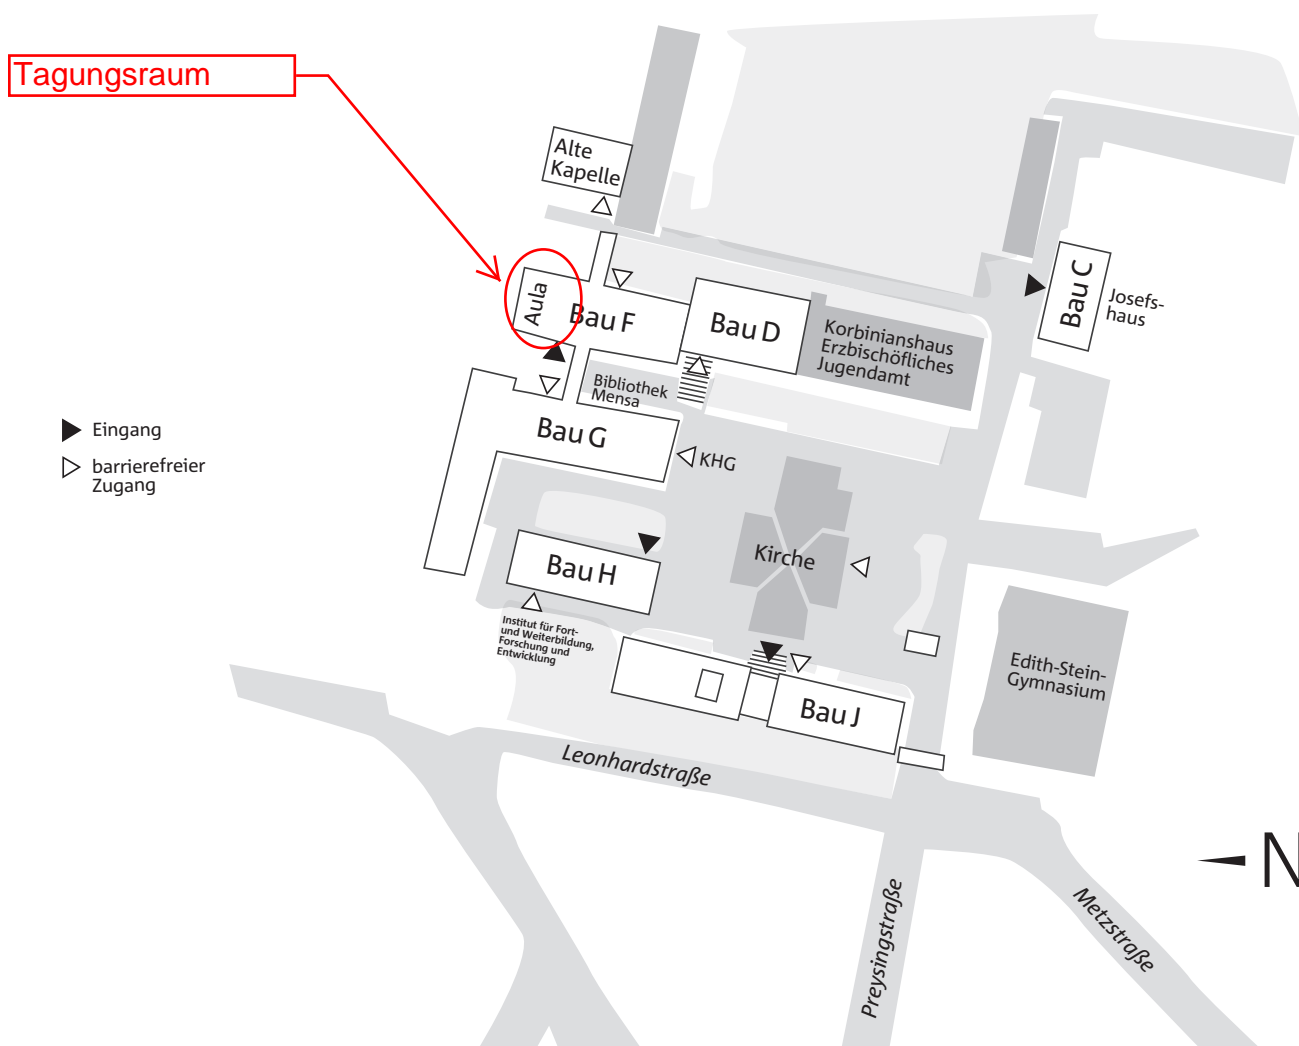 Tagungsraum
Alte
Kapelle
Aula
Bau F
Bau D
Korbinianshaus
Erzbischöfliches
Jugendamt
Bau C
Josefs-
haus
Bibliothek
Mensa
Bau G
KHG
Eingang
barrierefreier
Zugang
Kirche
Bau H
Institut für Fort-
und Weiterbildung,
Forschung und
Entwicklung
Edith-Stein-
Gymnasium
Bau J
Leonhardstraße
Preysingstraße
Metzstraße
N